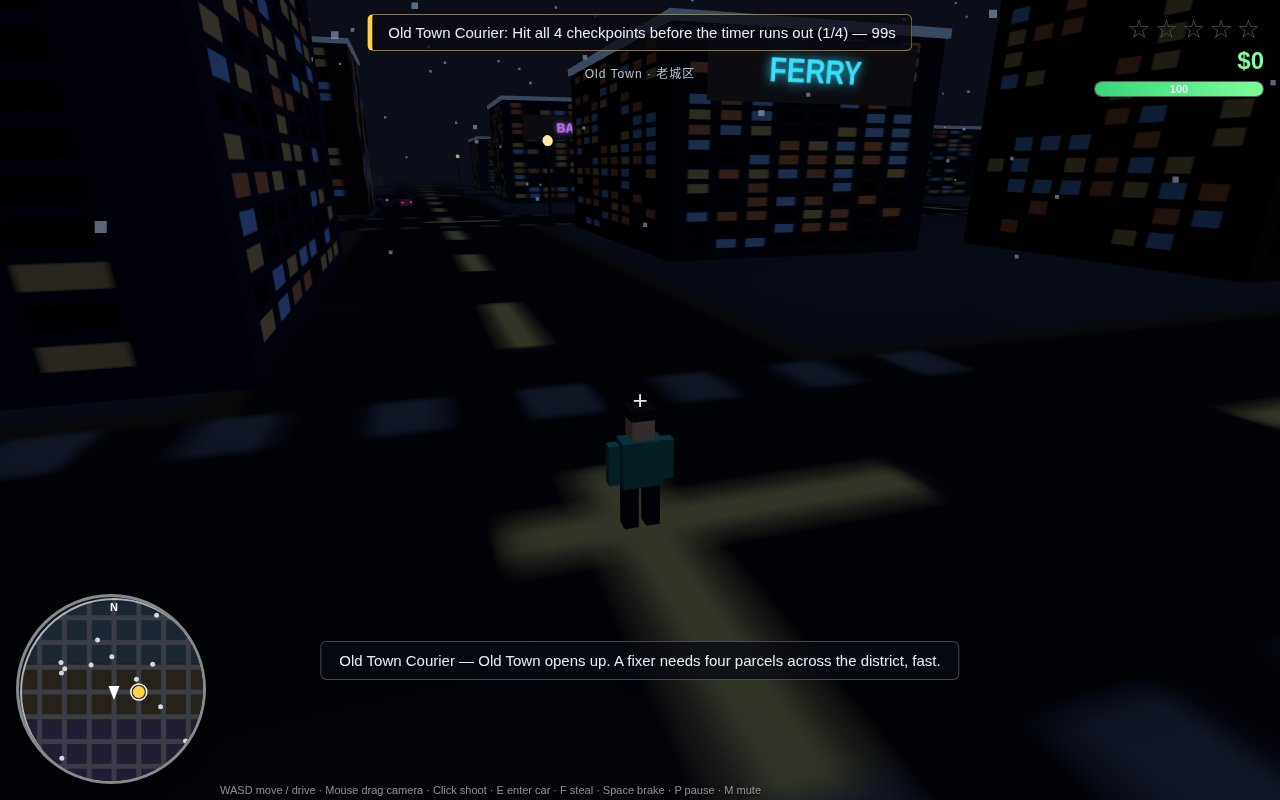 Old Town Courier: Hit all 4 checkpoints before the timer runs out (1/4) — 99s
☆☆☆☆☆
Old Town · 老城区
$0
100
FERRY
BA
N
Old Town Courier — Old Town opens up. A fixer needs four parcels across the district, fast.
WASD move / drive · Mouse drag camera · Click shoot · E enter car · F steal · Space brake · P pause · M mute